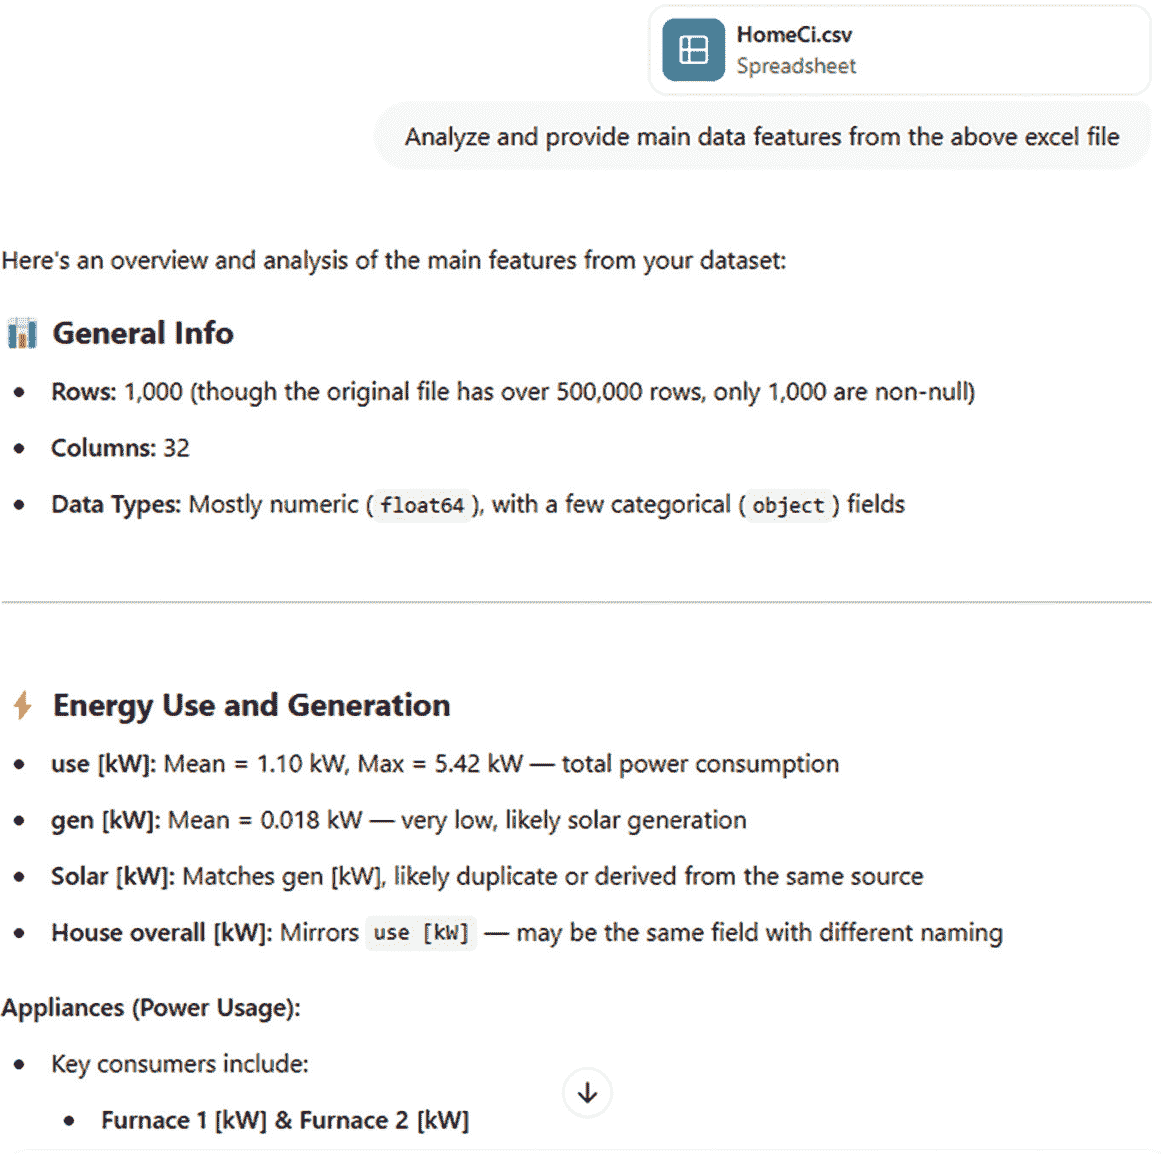 HomeCi.csv
Spreadsheet
Analyze and provide main data features from the above excel file
Here's an overview and analysis of the main features from your dataset:
General Info
• Rows: 1,000 (though the original file has over 500,000 rows, only 1,000 are non-null)
• Columns: 32
• Data Types: Mostly numeric ( float64 ), with a few categorical ( object ) fields
Energy Use and Generation
• use [kW]: Mean = 1.10 kW, Max = 5.42 kW — total power consumption
• gen [kW]: Mean = 0.018 kW — very low, likely solar generation
• Solar [kW]: Matches gen [kW], likely duplicate or derived from the same source
• House overall [kW]: Mirrors use [kW] — may be the same field with different naming
Appliances (Power Usage):
• Key consumers include:
• Furnace 1 [kW] & Furnace 2 [kW]